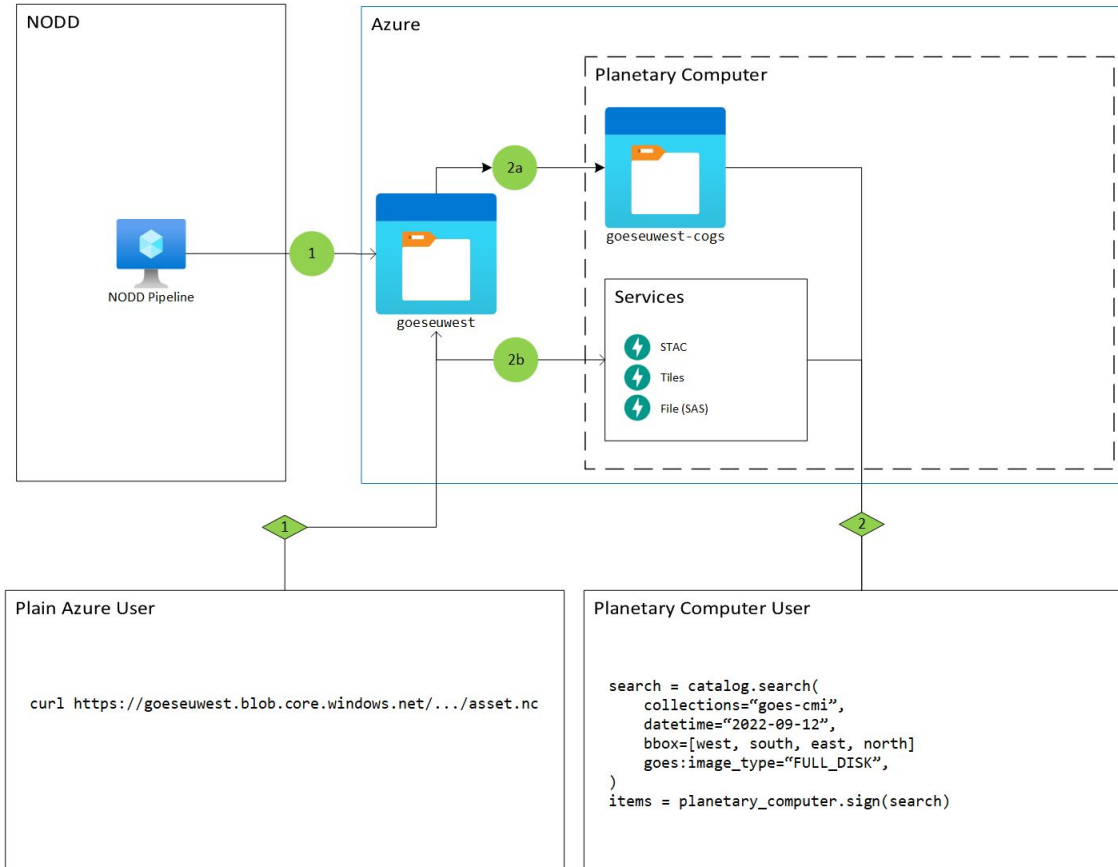 NODD
NODD Pipeline
1
Azure
goeseuwest
2a
2b
Planetary Computer
goeseuwest-cogs
Services
STAC
Tiles
File (SAS)
1
2
Plain Azure User
curl https://goeseuwest.blob.core.windows.net/.../asset.nc
Planetary Computer User
search = catalog.search(
    collections=“goes-cmi”,
    datetime=“2022-09-12”,
    bbox=[west, south, east, north]
    goes:image_type=“FULL_DISK”,
)
items = planetary_computer.sign(search)